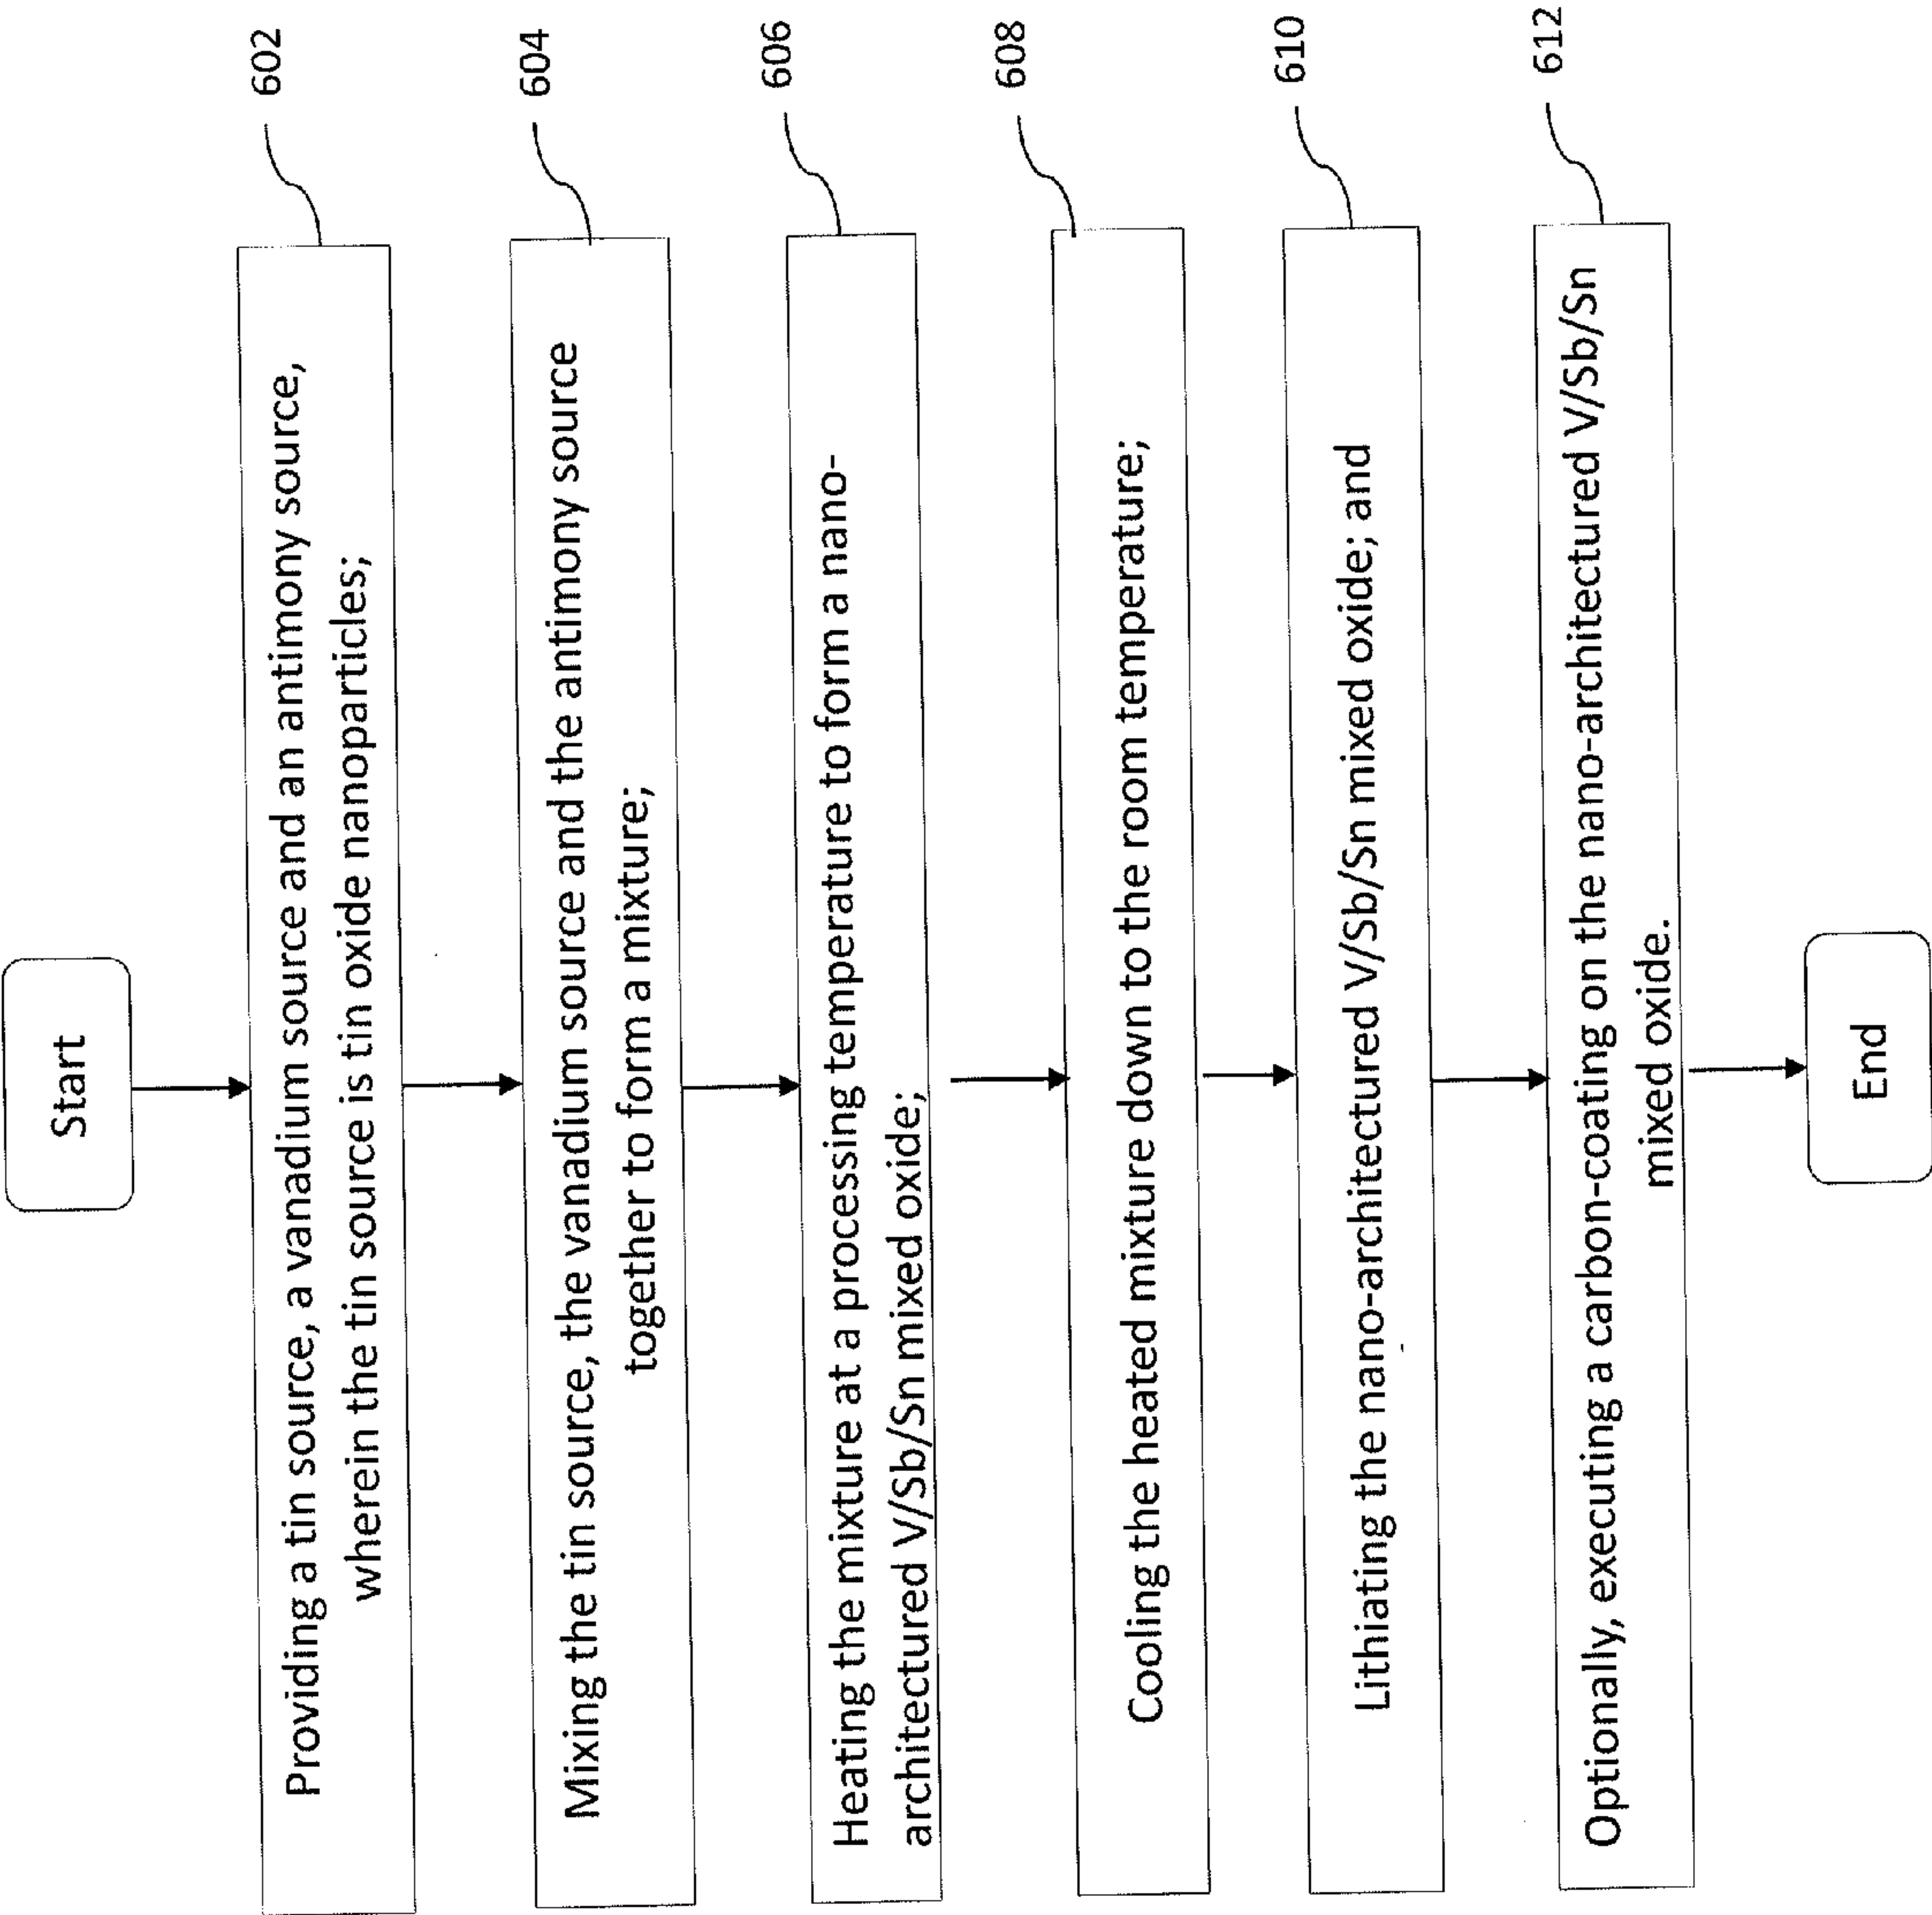 Start
Providing a tin source, a vanadium source and an antimony source,
wherein the tin source is tin oxide nanoparticles;
602
Mixing the tin source, the vanadium source and the antimony source
together to form a mixture;
604
Heating the mixture at a processing temperature to form a nano-
architectured V/Sb/Sn mixed oxide;
606
Cooling the heated mixture down to the room temperature;
608
Lithiating the nano-architectured V/Sb/Sn mixed oxide; and
610
Optionally, executing a carbon-coating on the nano-architectured V/Sb/Sn
mixed oxide.
612
End